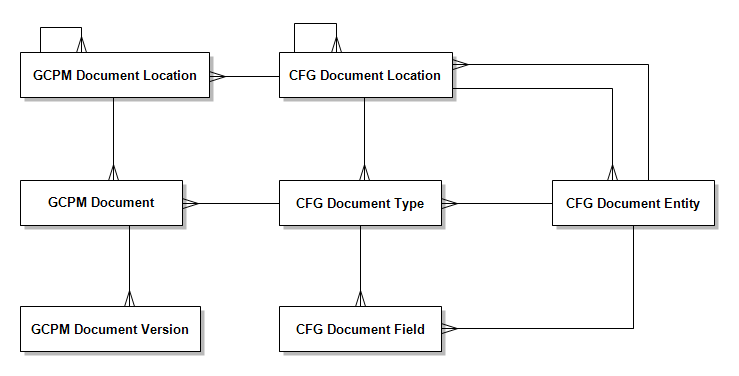 GCPM Document Location
CFG Document Location
GCPM Document
CFG Document Type
CFG Document Entity
GCPM Document Version
CFG Document Field